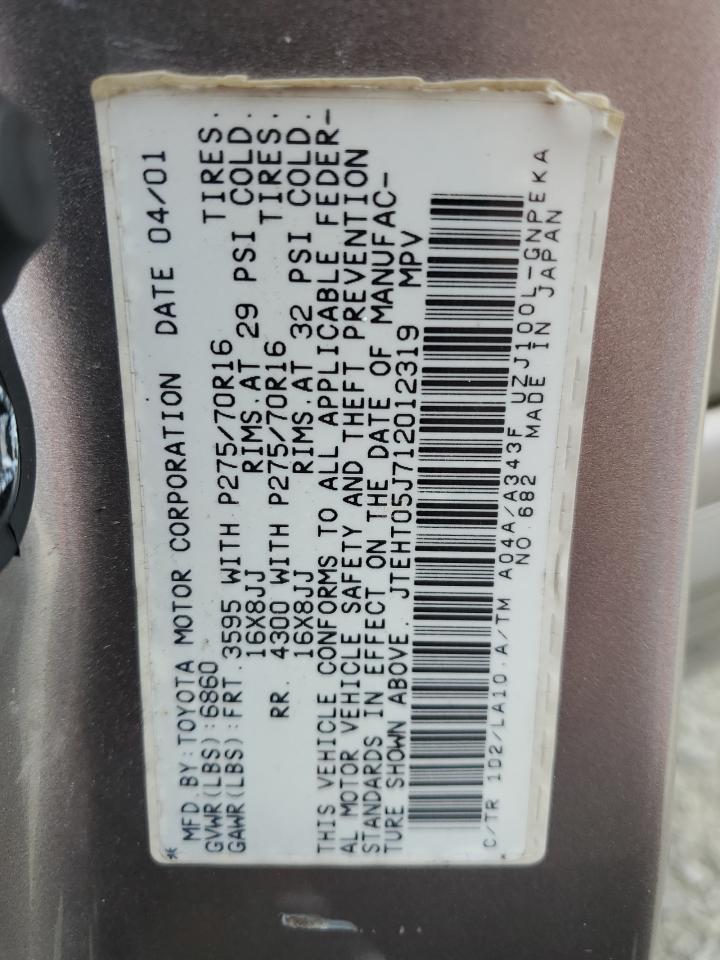 MFD BY:TOYOTA MOTOR CORPORATION DATE 04/01
GVWR(LBS):6860
GAWR(LBS):FRT.3595 WITH P275/70R16 TIRES.
16X8JJ RIMS.AT 29 PSI COLD.
RR. 4300 WITH P275/70R16 TIRES.
16X8JJ RIMS.AT 32 PSI COLD.
THIS VEHICLE CONFORMS TO ALL APPLICABLE FEDER-
AL MOTOR VEHICLE SAFETY AND THEFT PREVENTION
STANDARDS IN EFFECT ON THE DATE OF MANUFAC-
TURE SHOWN ABOVE. JTEHT05J712012319 MPV
C/TR 1D2/LA10.A/TM A04A/A343F UZJ100L-GNPEKA
NO.682 MADE IN JAPAN